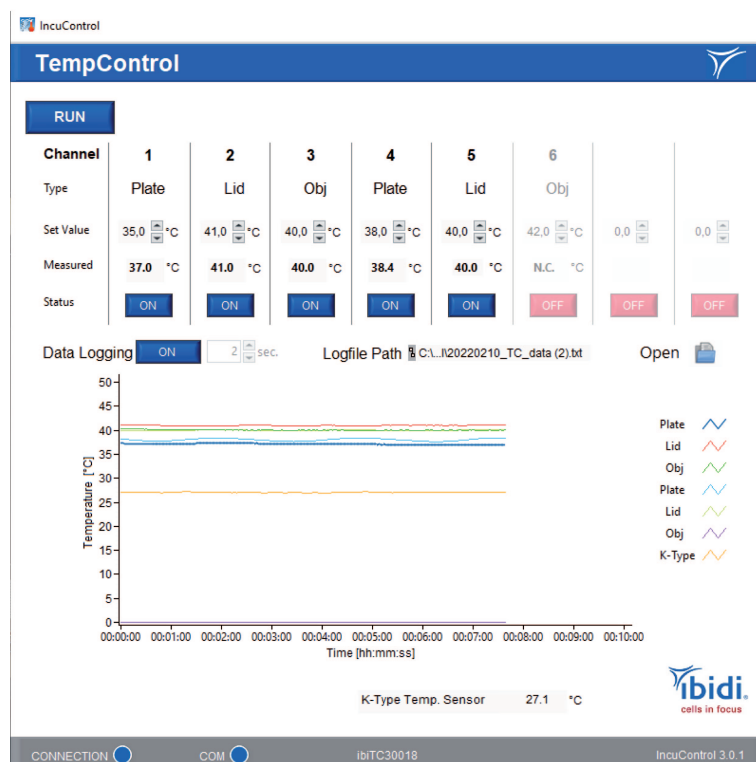 IncuControl
TempControl
RUN
Channel 1 2 3 4 5 6
Type Plate Lid Obj Plate Lid Obj
Set Value 35,0 °C 41,0 °C 40,0 °C 38,0 °C 40,0 °C 42,0 °C 0,0 0,0
Measured 37.0 °C 41.0 °C 40.0 °C 38.4 °C 40.0 °C N.C. °C
Status ON ON ON ON ON OFF OFF OFF
Data Logging ON 2 sec. Logfile Path C:\...I\20220210_TC_data (2).txt Open
50
45
40
35
30
25
20
15
10
5
0
Temperature [°C]
00:00:00 00:01:00 00:02:00 00:03:00 00:04:00 00:05:00 00:06:00 00:07:00 00:08:00 00:09:00 00:10:00
Time [hh:mm:ss]
Plate
Lid
Obj
Plate
Lid
Obj
K-Type
K-Type Temp. Sensor 27.1 °C
ibidi.
cells in focus
CONNECTION COM ibiTC30018 IncuControl 3.0.1